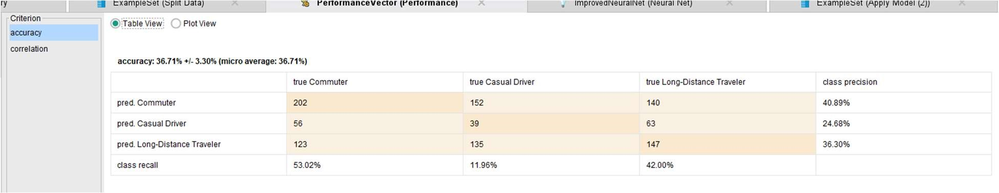 ry ExampleSet (Split Data) PerformanceVector (Performance) ImprovedNeuralNet (Neural Net) ExampleSet (Apply Model (2))
Criterion
accuracy
correlation
Table View Plot View
accuracy: 36.71% +/- 3.30% (micro average: 36.71%)
true Commuter true Casual Driver true Long-Distance Traveler class precision
pred. Commuter 202 152 140 40.89%
pred. Casual Driver 56 39 63 24.68%
pred. Long-Distance Traveler 123 135 147 36.30%
class recall 53.02% 11.96% 42.00%